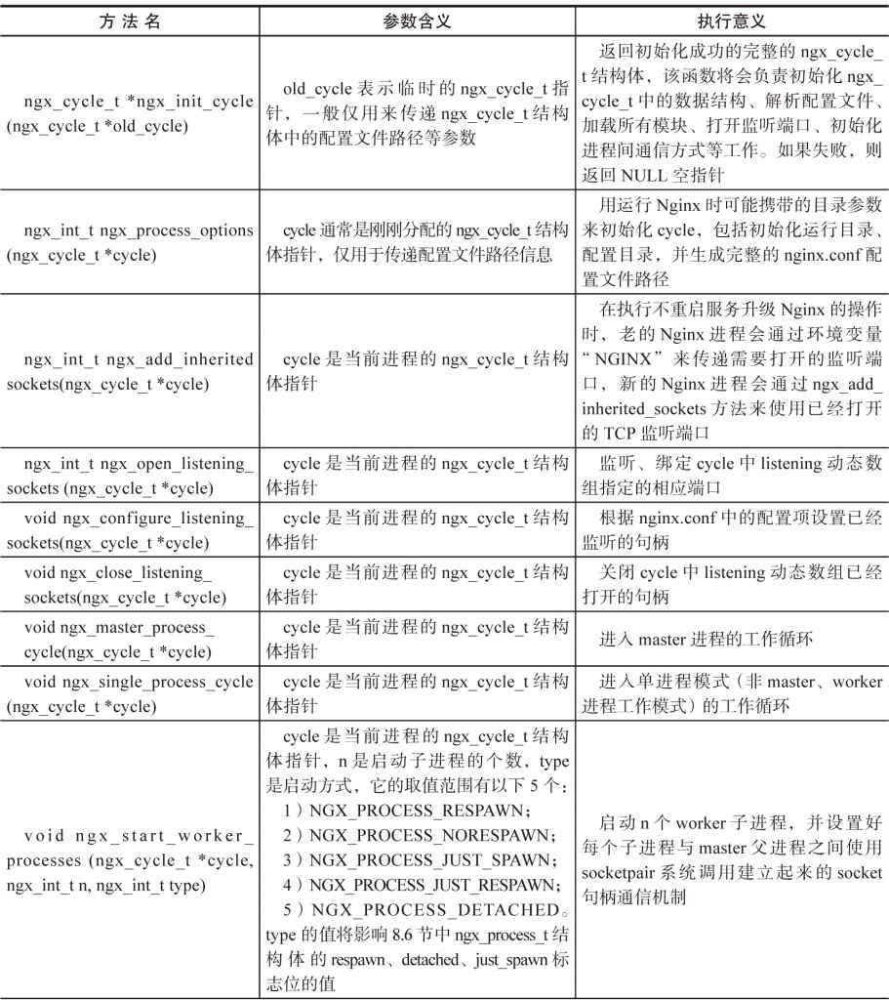 方 法 名
参数含义
执行意义
ngx_cycle_t *ngx_init_cycle
(ngx_cycle_t *old_cycle)
old_cycle 表示临时的 ngx_cycle_t 指
针，一般仅用来传递 ngx_cycle_t 结构
体中的配置文件路径等参数
返回初始化成功的完整的 ngx_cycle_
t 结构体，该函数将会负责初始化 ngx_
cycle_t 中的数据结构、解析配置文件、
加载所有模块、打开监听端口、初始化
进程间通信方式等工作。如果失败，则
返回 NULL 空指针
ngx_int_t ngx_process_options
(ngx_cycle_t *cycle)
cycle 通常是刚刚分配的 ngx_cycle_t 结构
体指针，仅用于传递配置文件路径信息
用运行 Nginx 时可能携带的目录参数
来初始化 cycle，包括初始化运行目录、
配置目录，并生成完整的 nginx.conf 配
置文件路径
ngx_int_t ngx_add_inherited
sockets(ngx_cycle_t *cycle)
cycle 是当前进程的 ngx_cycle_t 结构
体指针
在执行不重启服务升级 Nginx 的操作
时，老的 Nginx 进程会通过环境变量
“NGINX”来传递需要打开的监听端
口，新的 Nginx 进程会通过 ngx_add_
inherited_sockets 方法来使用已经打开
的 TCP 监听端口
ngx_int_t ngx_open_listening_
sockets (ngx_cycle_t *cycle)
cycle 是当前进程的 ngx_cycle_t 结构
体指针
监听、绑定 cycle 中 listening 动态数
组指定的相应端口
void ngx_configure_listening_
sockets(ngx_cycle_t *cycle)
cycle 是当前进程的 ngx_cycle_t 结构
体指针
根据 nginx.conf 中的配置项设置已经
监听的句柄
void ngx_close_listening_
sockets(ngx_cycle_t *cycle)
cycle 是当前进程的 ngx_cycle_t 结构
体指针
关闭 cycle 中 listening 动态数组已经
打开的句柄
void ngx_master_process_
cycle(ngx_cycle_t *cycle)
cycle 是当前进程的 ngx_cycle_t 结构
体指针
进入 master 进程的工作循环
void ngx_single_process_cycle
(ngx_cycle_t *cycle)
cycle 是当前进程的 ngx_cycle_t 结构
体指针
进入单进程模式（非 master、worker
进程工作模式）的工作循环
void ngx_start_worker_
processes (ngx_cycle_t *cycle,
ngx_int_t n, ngx_int_t type)
cycle 是当前进程的 ngx_cycle_t 结构
体指针，n 是启动子进程的个数，type
是启动方式，它的取值范围有以下 5 个：
1）NGX_PROCESS_RESPAWN；
2）NGX_PROCESS_NORESPAWN；
3）NGX_PROCESS_JUST_SPAWN；
4）NGX_PROCESS_JUST_RESPAWN；
5）NGX_PROCESS_DETACHED。
type 的值将影响 8.6 节中 ngx_process_t 结
构体的 respawn、detached、just_spawn 标
志位的值
启动 n 个 worker 子进程，并设置好
每个子进程与 master 父进程之间使用
socketpair 系统调用建立起来的 socket
句柄通信机制